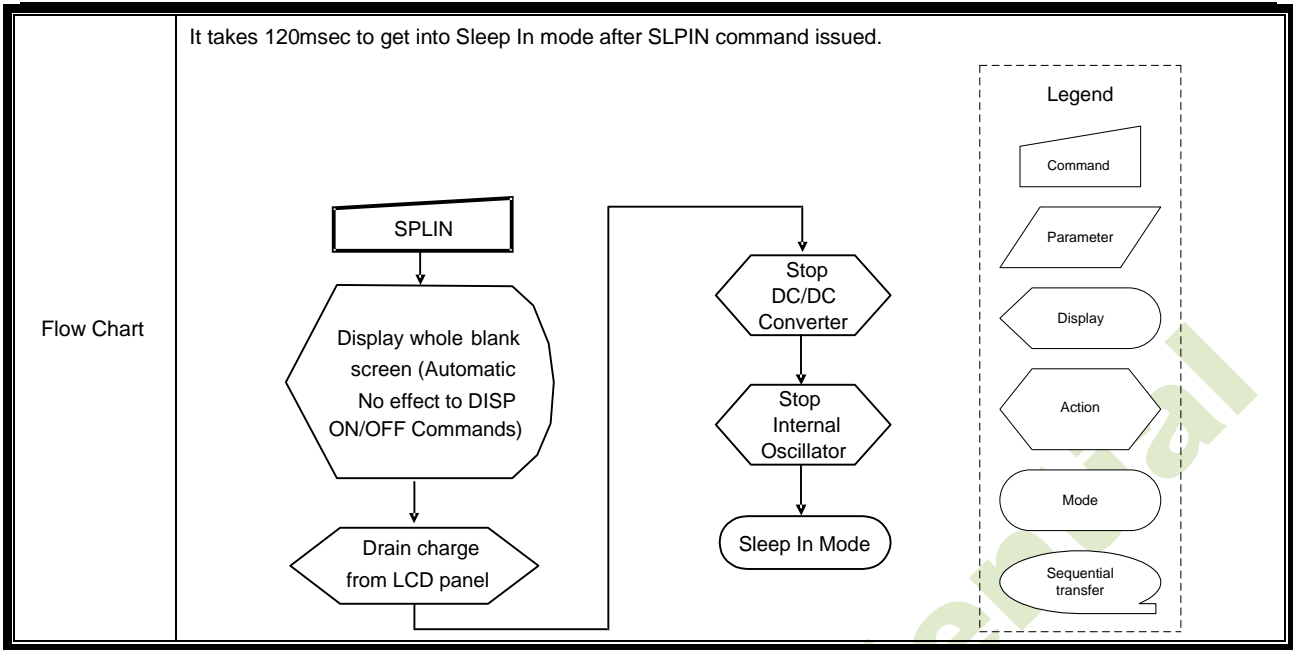 It takes 120msec to get into Sleep In mode after SLPIN command issued.
Flow Chart
SPLIN
Display whole blank
screen (Automatic
No effect to DISP
ON/OFF Commands)
Drain charge
from LCD panel
Stop
DC/DC
Converter
Stop
Internal
Oscillator
Sleep In Mode
Legend
Command
Parameter
Display
Action
Mode
Sequential
transfer
ential